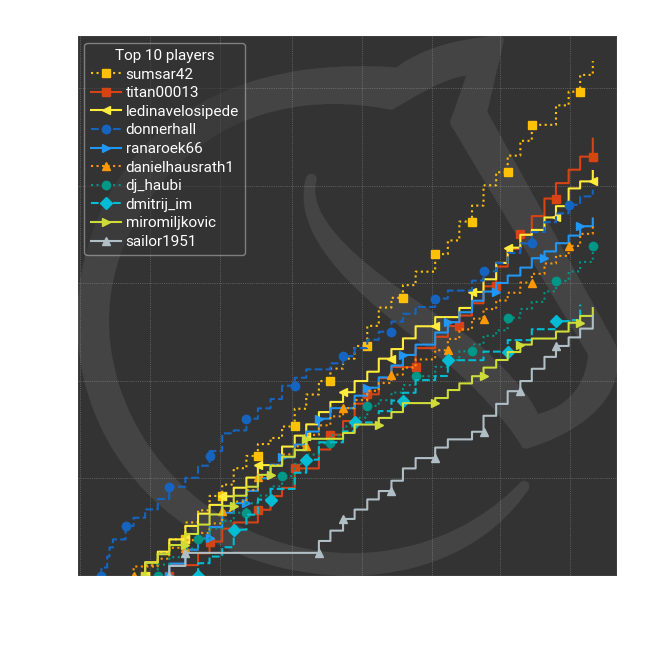 Top 10 players
sumsar42
titan00013
ledinavelosipede
donnerhall
ranaroek66
danielhausrath1
dj_haubi
dmitrij_im
miromiljkovic
sailor1951